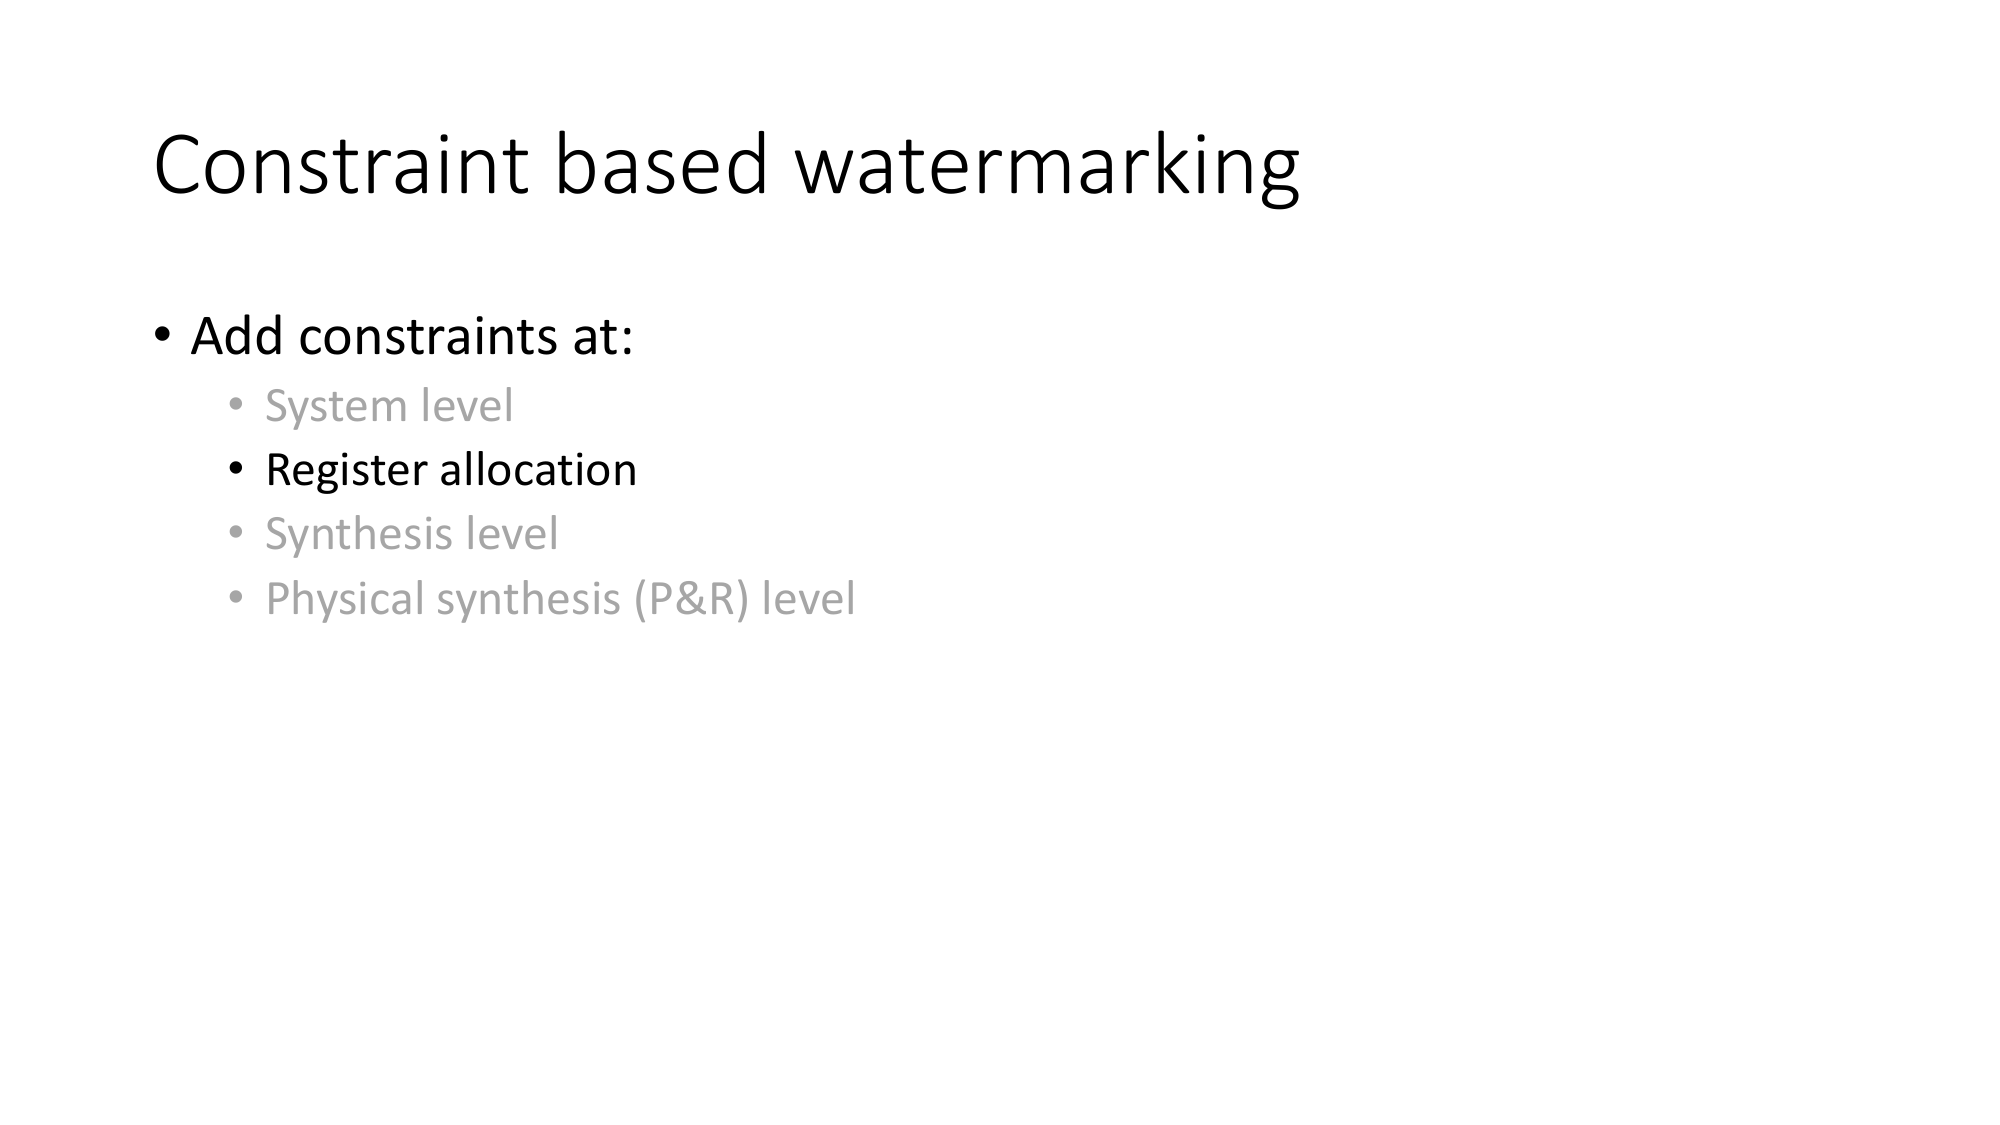 Constraint based watermarking
• Add constraints at:
• System level
• Register allocation
• Synthesis level
• Physical synthesis (P&R) level